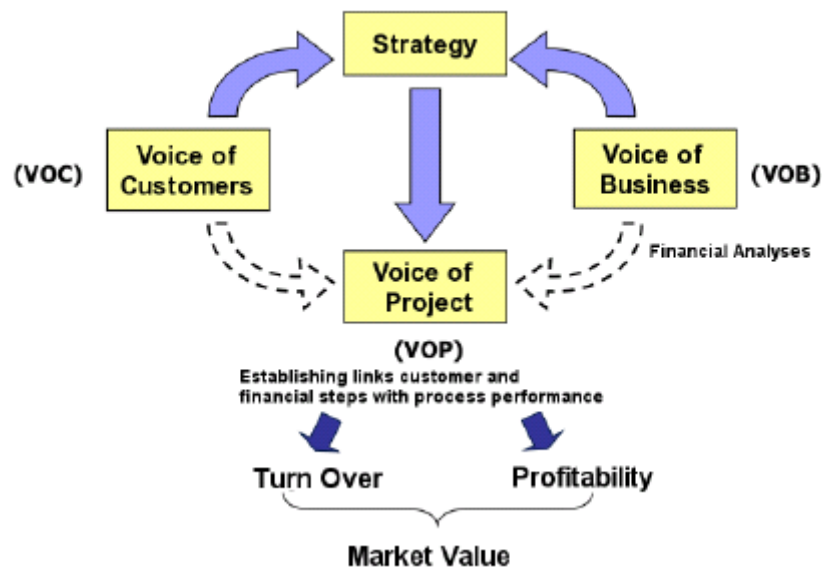 Strategy
(VOC)
Voice of
Customers
Voice of
Business
(VOB)
Financial Analyses
Voice of
Project
(VOP)
Establishing links customer and
financial steps with process performance
Turn Over
Profitability
Market Value